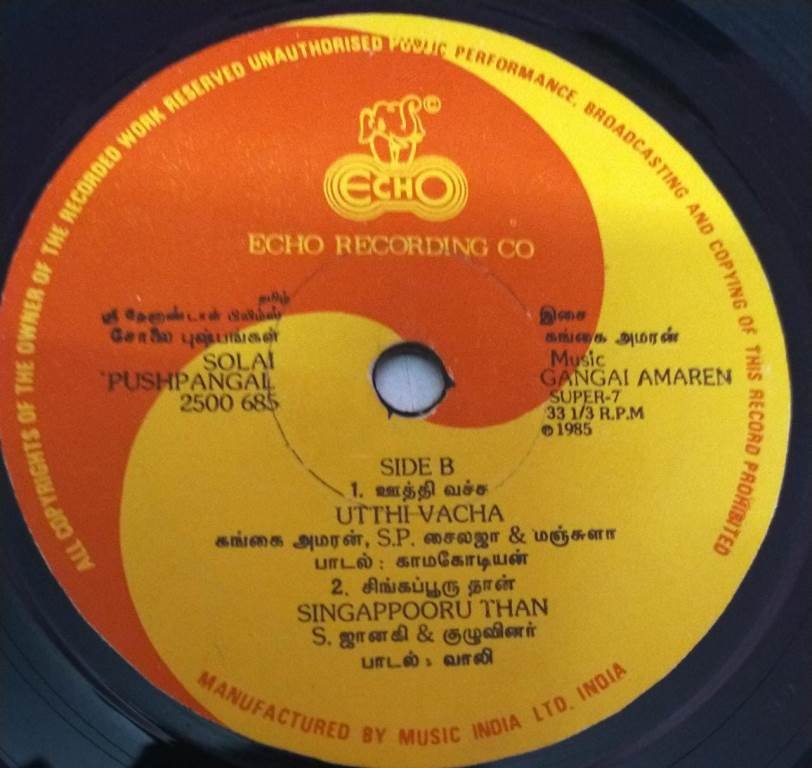 ALL COPYRIGHTS OF THE OWNER OF THE RECORDED WORK RESERVED UNAUTHORISED PUBLIC PERFORMANCE, BROADCASTING AND COPYING OF THIS RECORD PROHIBITED
©
ECHO
ECHO RECORDING CO
தமிழ்
ஸ்ரீ பிலிம்ஸ்
சோலை புஷ்பங்கள்
SOLAI
PUSHPANGAL
2500 685
இசை
கங்கை அமரன்
Music
GANGAI AMAREN
SUPER-7
33 1/3 R.P.M
℗1985
SIDE B
1. ஊத்தி வச்ச
UTTHI VACHA
கங்கை அமரன், S.P. சைலஜா & மஞ்சுளா
பாடல் : காமகோடியன்
2. சிங்கப்பூரு தான்
SINGAPPOORU THAN
S. ஜானகி & குழுவினர்
பாடல் : வாலி
MANUFACTURED BY MUSIC INDIA LTD. INDIA